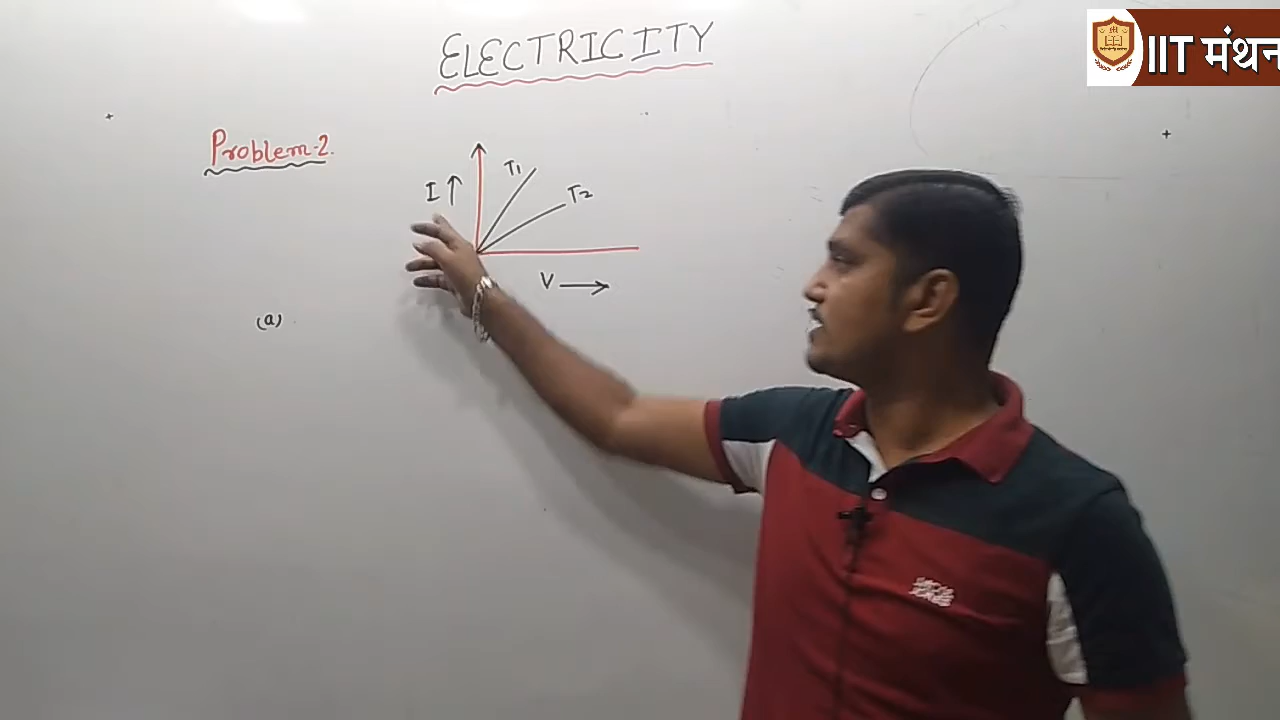 ELECTRICITY
IIT मंथन
Problem-2.
I ↑
T1
T2
V →
(a)